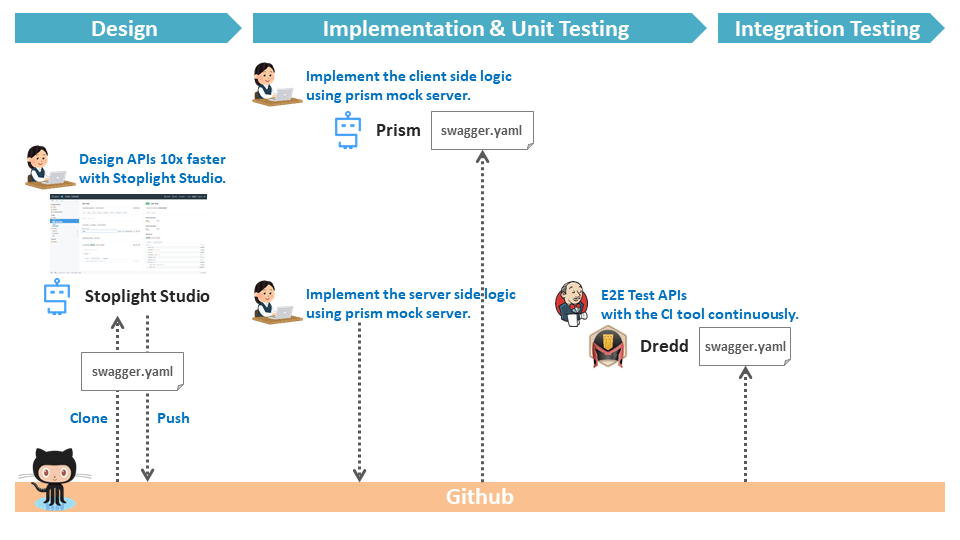 Design
Implementation & Unit Testing
Integration Testing
Implement the client side logic
using prism mock server.
Prism
swagger.yaml
Design APIs 10x faster
with Stoplight Studio.
Stoplight Studio
swagger.yaml
Clone
Push
Implement the server side logic
using prism mock server.
E2E Test APIs
with the CI tool continuously.
Dredd
swagger.yaml
Github